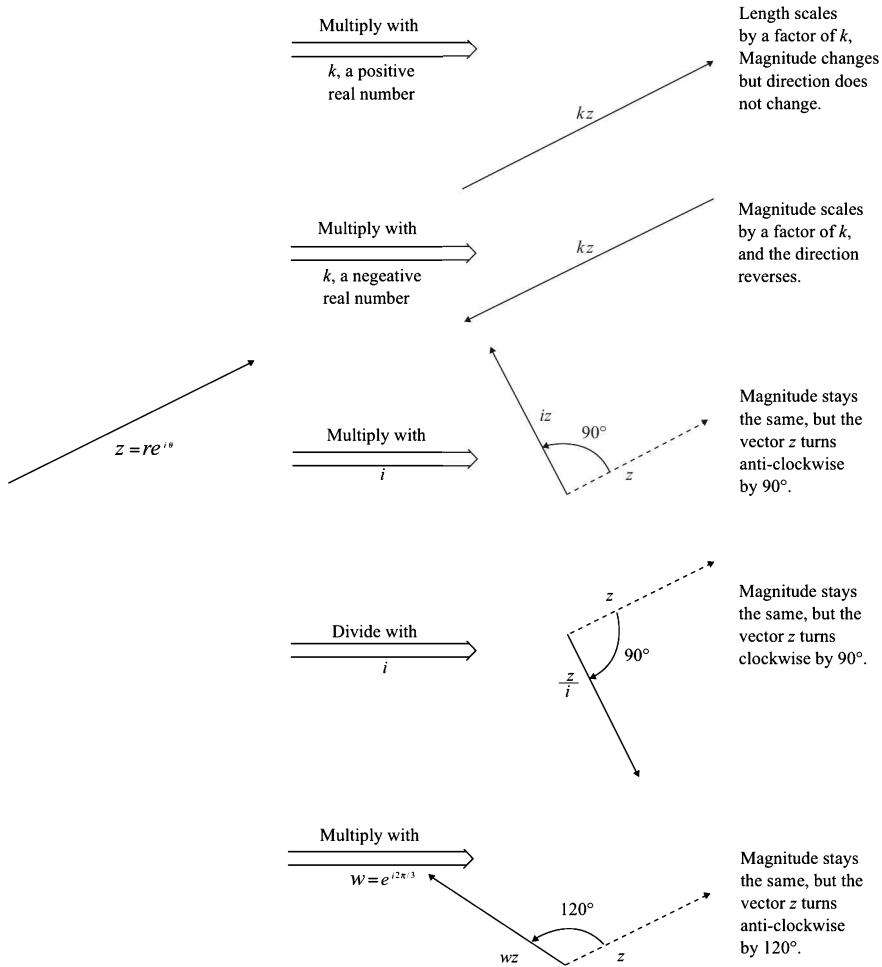 Multiply with
k, a positive
real number
kz
Length scales
by a factor of k,
Magnitude changes
but direction does
not change.
Multiply with
k, a negeative
real number
kz
Magnitude scales
by a factor of k,
and the direction
reverses.
z = re^{iθ}
Multiply with
i
iz
90°
z
Magnitude stays
the same, but the
vector z turns
anti-clockwise
by 90°.
Divide with
i
z
90°
z/i
Magnitude stays
the same, but the
vector z turns
clockwise by 90°.
Multiply with
w = e^{i2π/3}
120°
wz
z
Magnitude stays
the same, but the
vector z turns
anti-clockwise
by 120°.